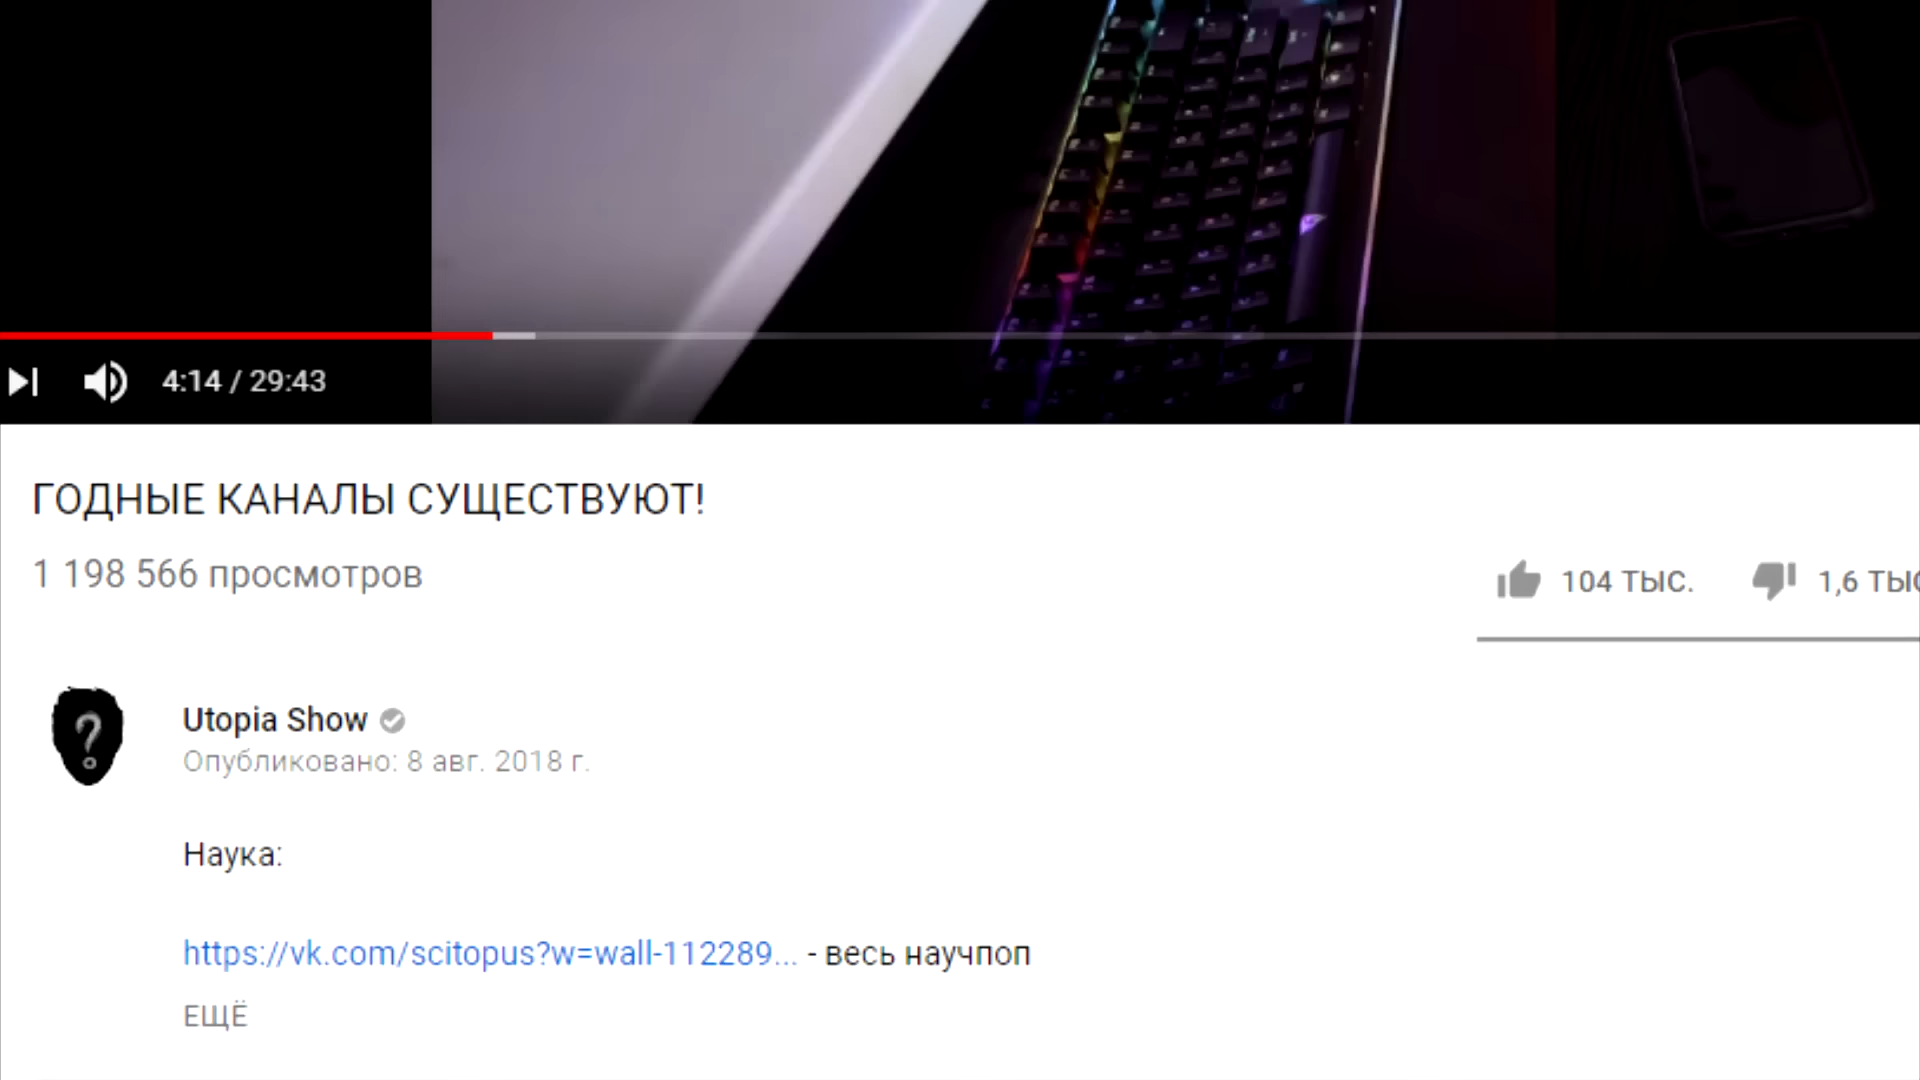 4:14 / 29:43
ГОДНЫЕ КАНАЛЫ СУЩЕСТВУЮТ!
1 198 566 просмотров
104 ТЫС. 1,6 ТЫС
Utopia Show
Опубликовано: 8 авг. 2018 г.
Наука:
https://vk.com/scitopus?w=wall-112289... - весь научпоп
ЕЩЁ